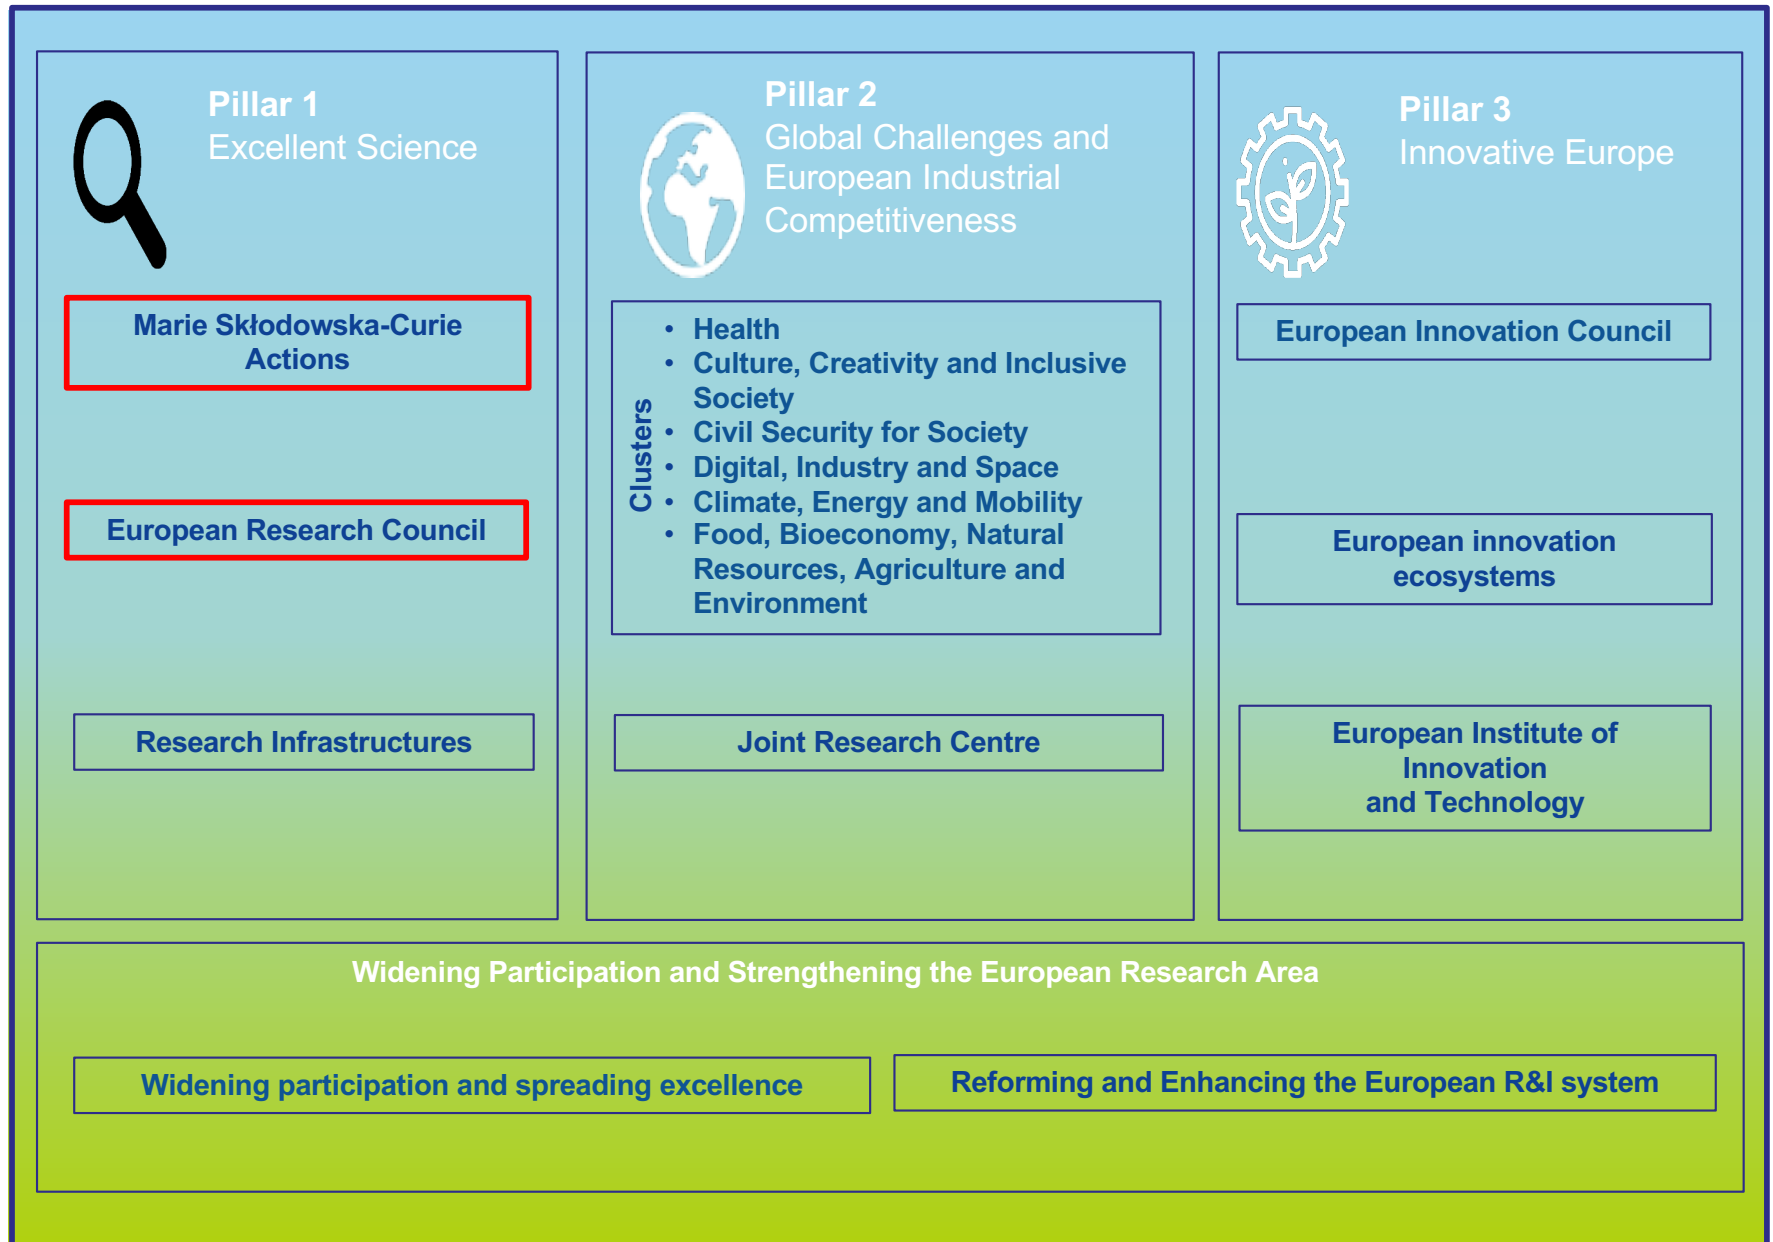 Pillar 1
Excellent Science
Marie Skłodowska-Curie
Actions
European Research Council
Research Infrastructures
Pillar 2
Global Challenges and
European Industrial
Competitiveness
Clusters
• Health
• Culture, Creativity and Inclusive
Society
• Civil Security for Society
• Digital, Industry and Space
• Climate, Energy and Mobility
• Food, Bioeconomy, Natural
Resources, Agriculture and
Environment
Joint Research Centre
Pillar 3
Innovative Europe
European Innovation Council
European innovation
ecosystems
European Institute of
Innovation
and Technology
Widening Participation and Strengthening the European Research Area
Widening participation and spreading excellence
Reforming and Enhancing the European R&I system